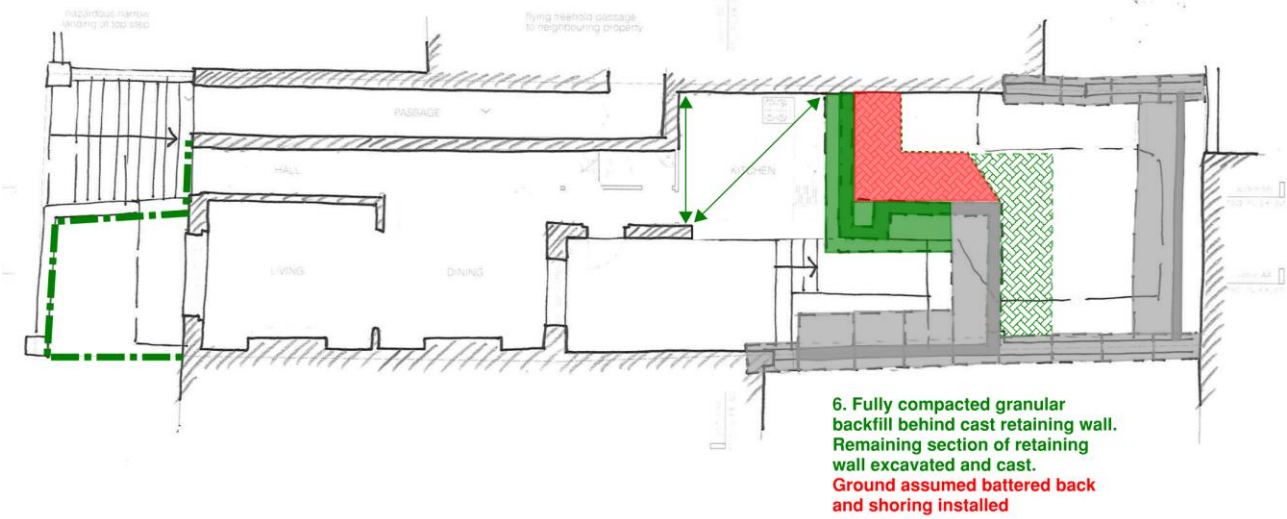 hazardous narrow
landing at top step
flying freehold passage
to neighbouring property
PASSAGE
HALL
KITCHEN
LIVING
DINING
6. Fully compacted granular
backfill behind cast retaining wall.
Remaining section of retaining
wall excavated and cast.
Ground assumed battered back
and shoring installed